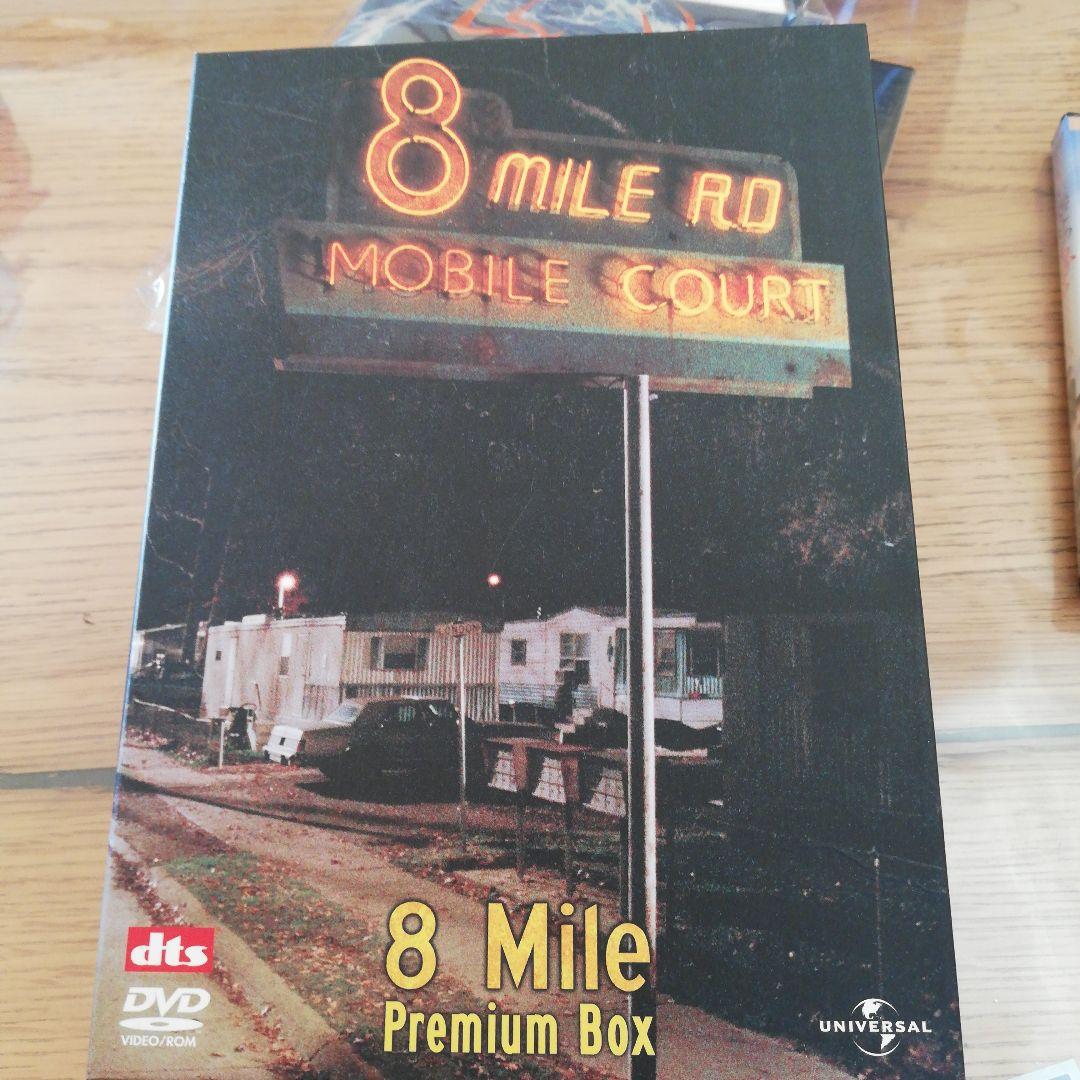 8 MILE RD
MOBILE COURT
8 Mile
Premium Box
dts
DVD
VIDEO/ROM
UNIVERSAL